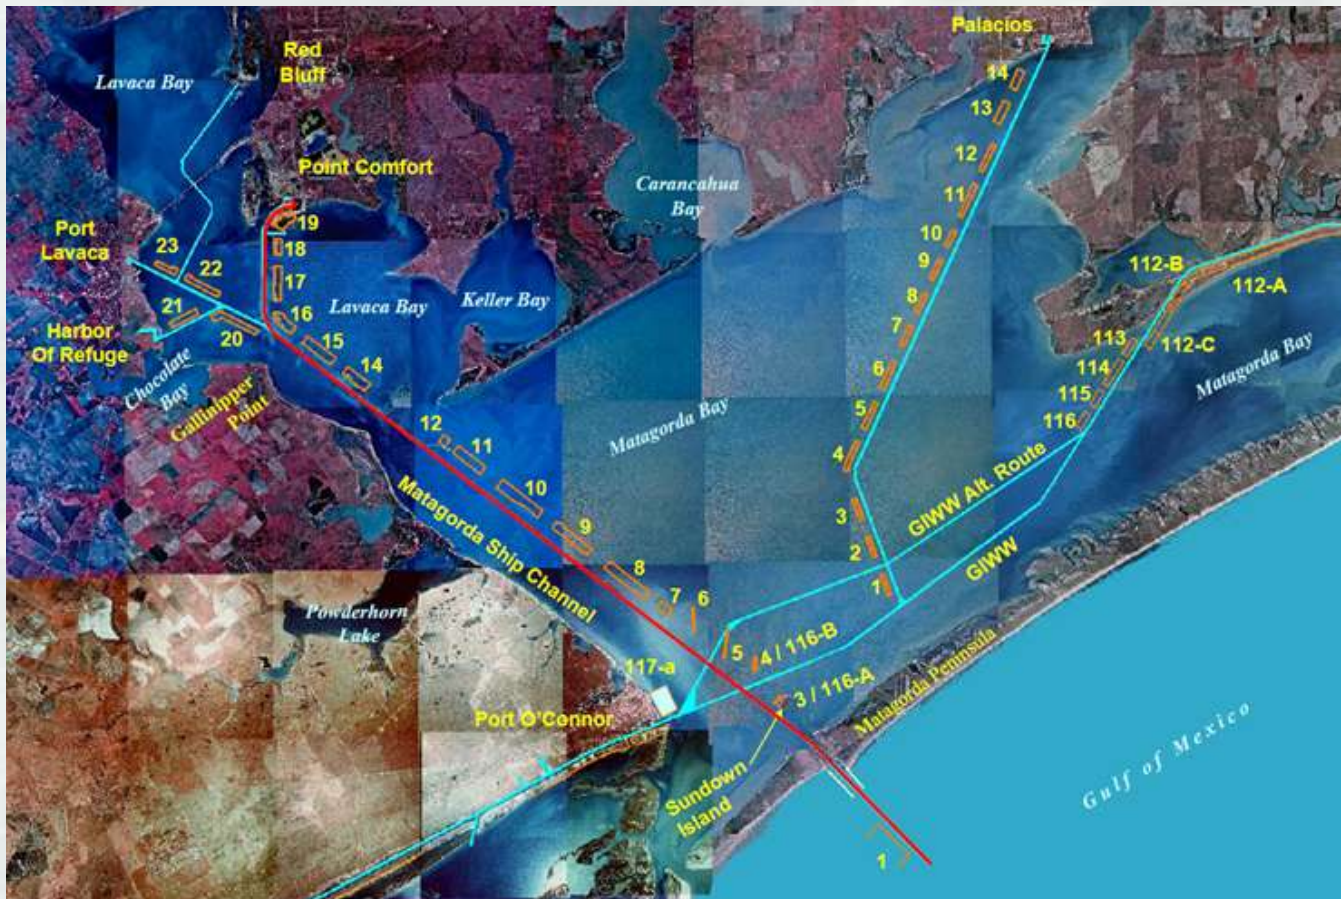 Palacios
Red
Bluff
Lavaca Bay
14
13
Point Comfort
12
Carancahua
Bay
11
19
Port
Lavaca
10
18
23
22
9
112-B
17
112-A
Lavaca Bay
Keller Bay
8
21
16
7
Harbor
Of Refuge
20
15
113
112-C
14
6
114
Matagorda Bay
Chocolate
Bay
Gallinipper
Point
115
5
Matagorda Bay
116
12
11
4
10
GIWW Alt. Route
3
Matagorda Ship Channel
9
2
GIWW
8
1
7
6
Powderhorn
Lake
5
4 / 116-B
117-a
3 / 116-A
Matagorda Peninsula
Port O'Connor
Sundown
Island
Gulf of Mexico
1